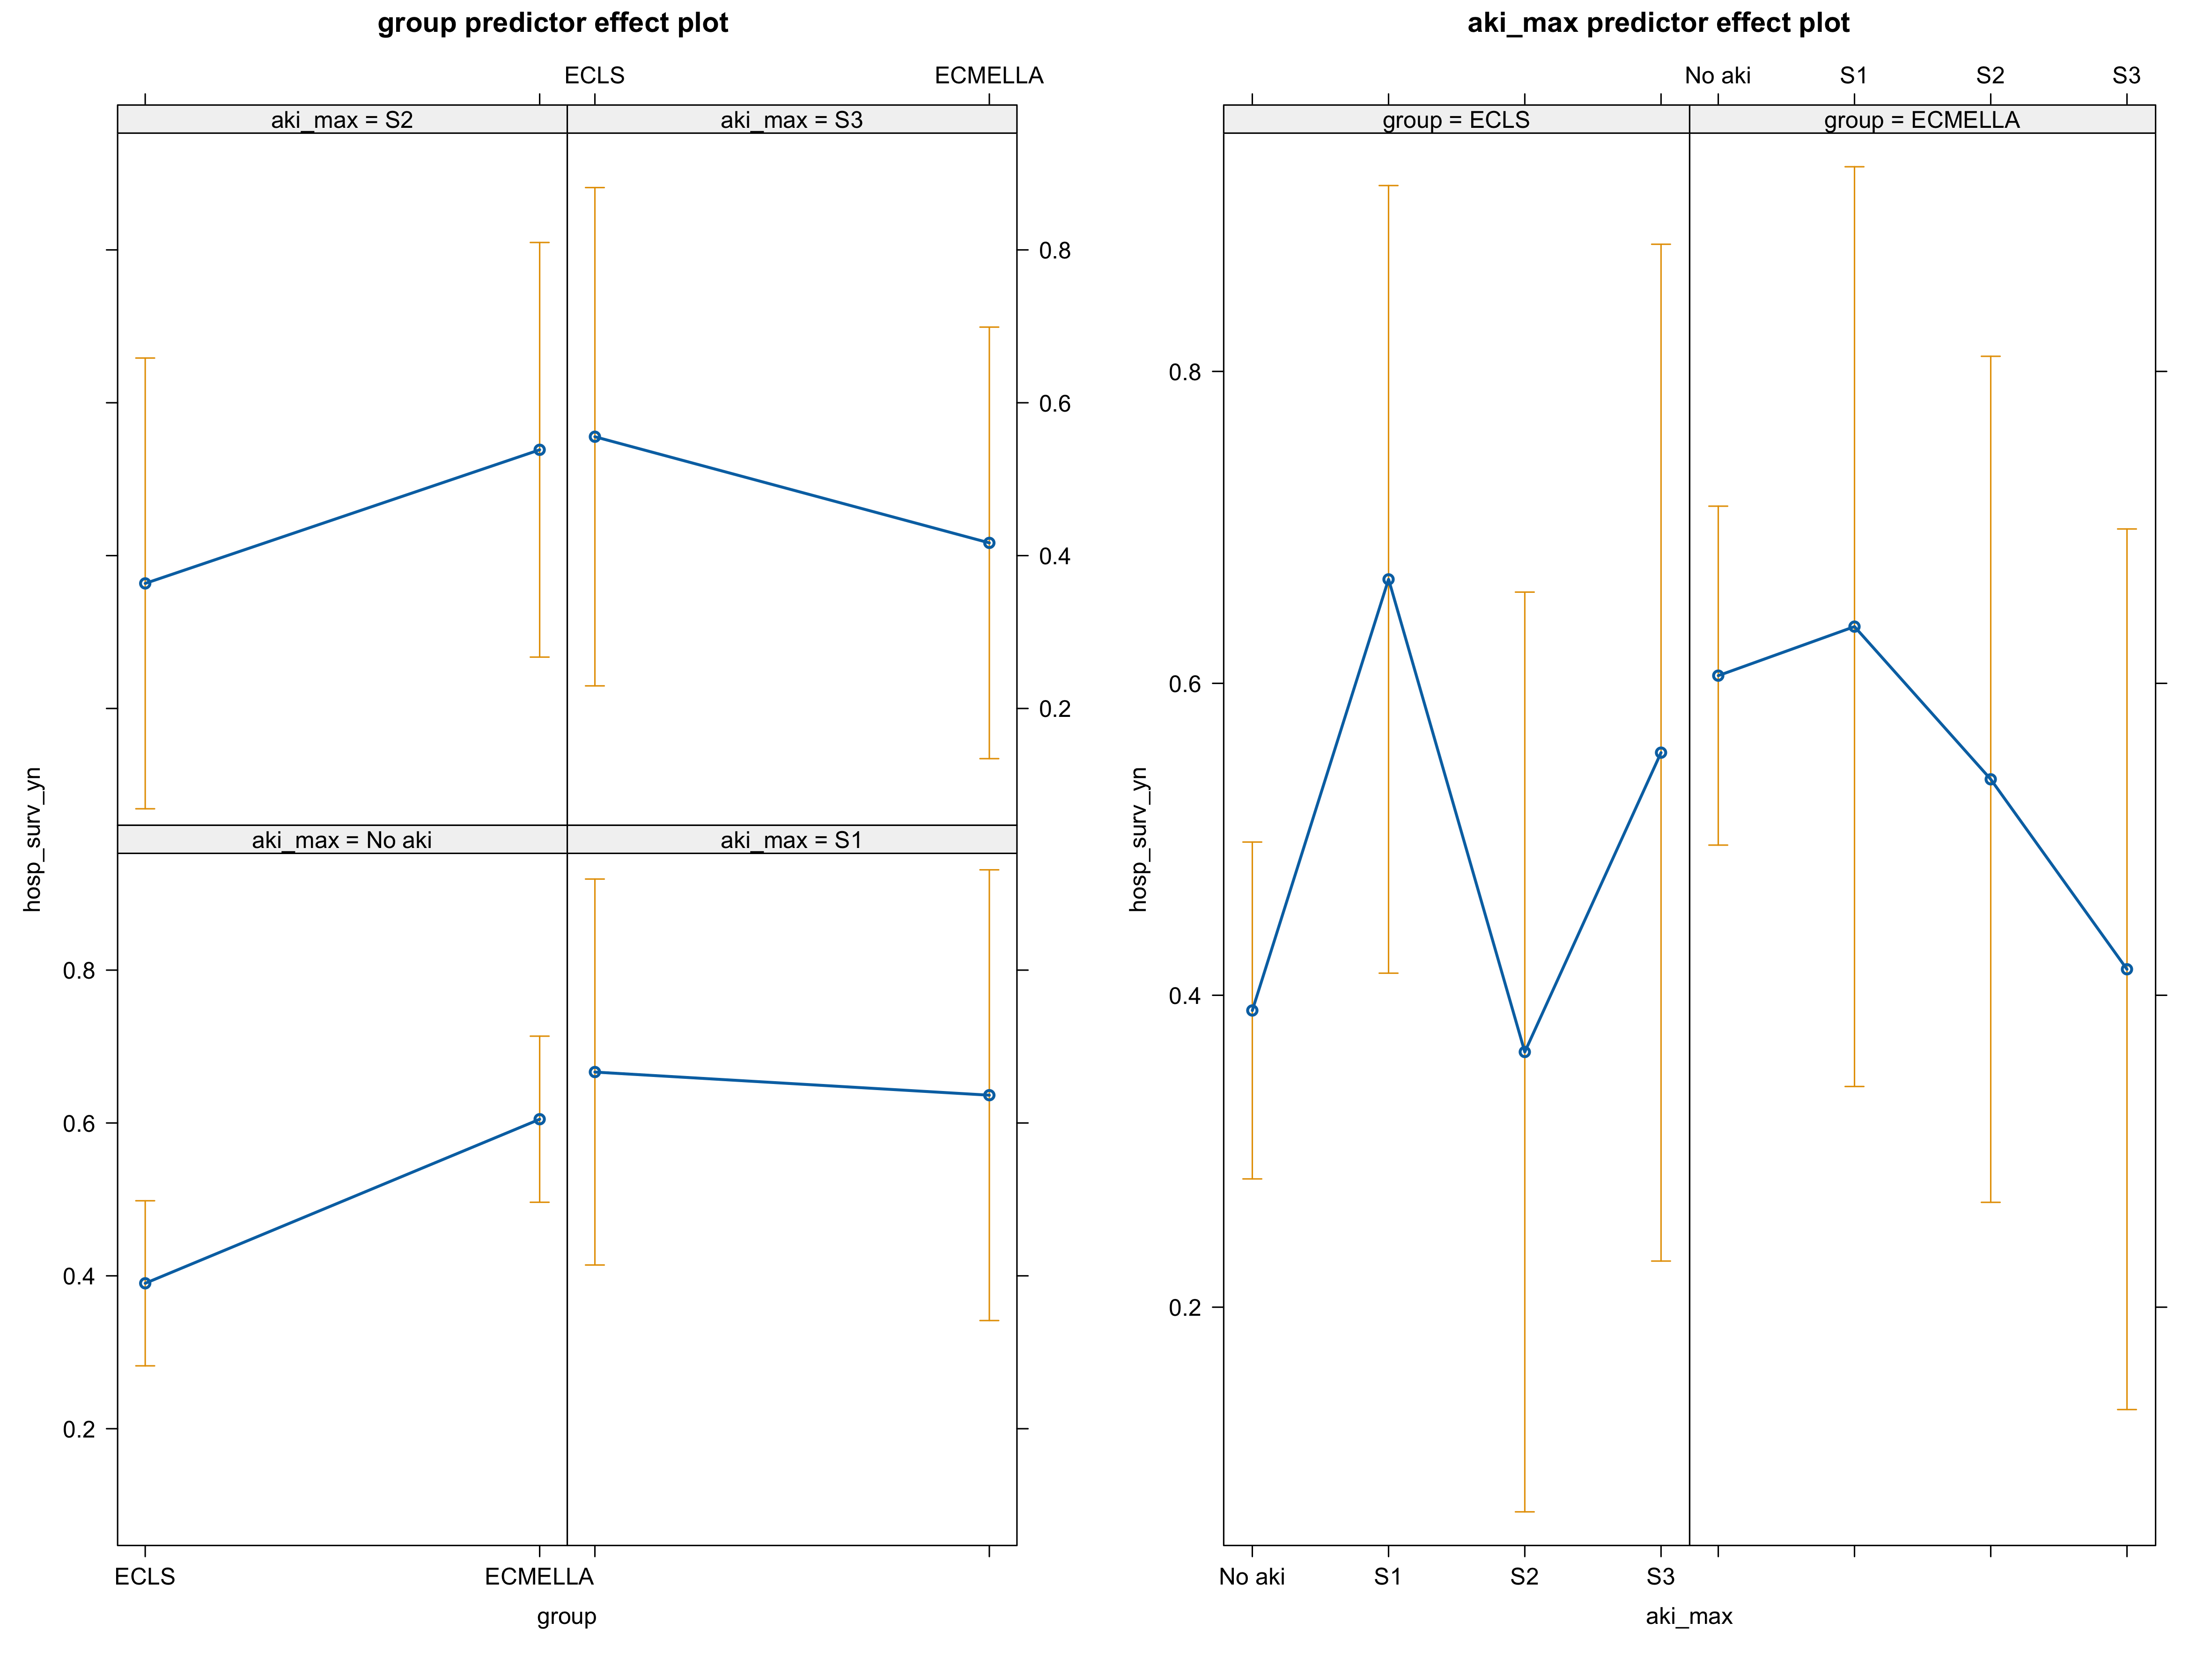 group predictor effect plot
ECLS ECMELLA
aki_max = S2 aki_max = S3
0.8
0.6
0.4
0.2
aki_max = No aki aki_max = S1
0.8
0.6
0.4
0.2
hosp_surv_yn
ECLS ECMELLA
group
aki_max predictor effect plot
No aki S1 S2 S3
group = ECLS group = ECMELLA
0.8
0.6
0.4
0.2
hosp_surv_yn
No aki S1 S2 S3
aki_max